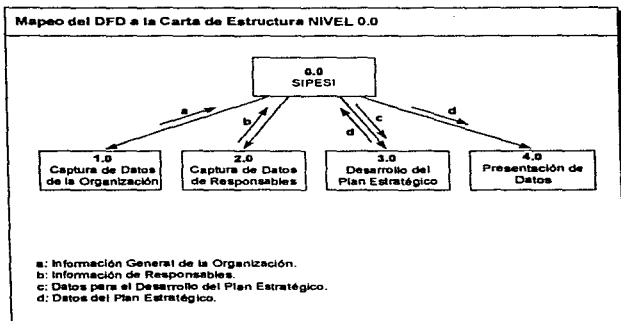 Mapeo del DFD a la Carta de Estructura NIVEL 0.0
0.0
SIPESI
a
b
c
d
d
1.0
Captura de Datos
de la Organización
2.0
Captura de Datos
de Responsables
3.0
Desarrollo del
Plan Estratégico
4.0
Presentación de
Datos
a: Información General de la Organización.
b: Información de Responsables.
c: Datos para el Desarrollo del Plan Estratégico.
d: Datos del Plan Estratégico.